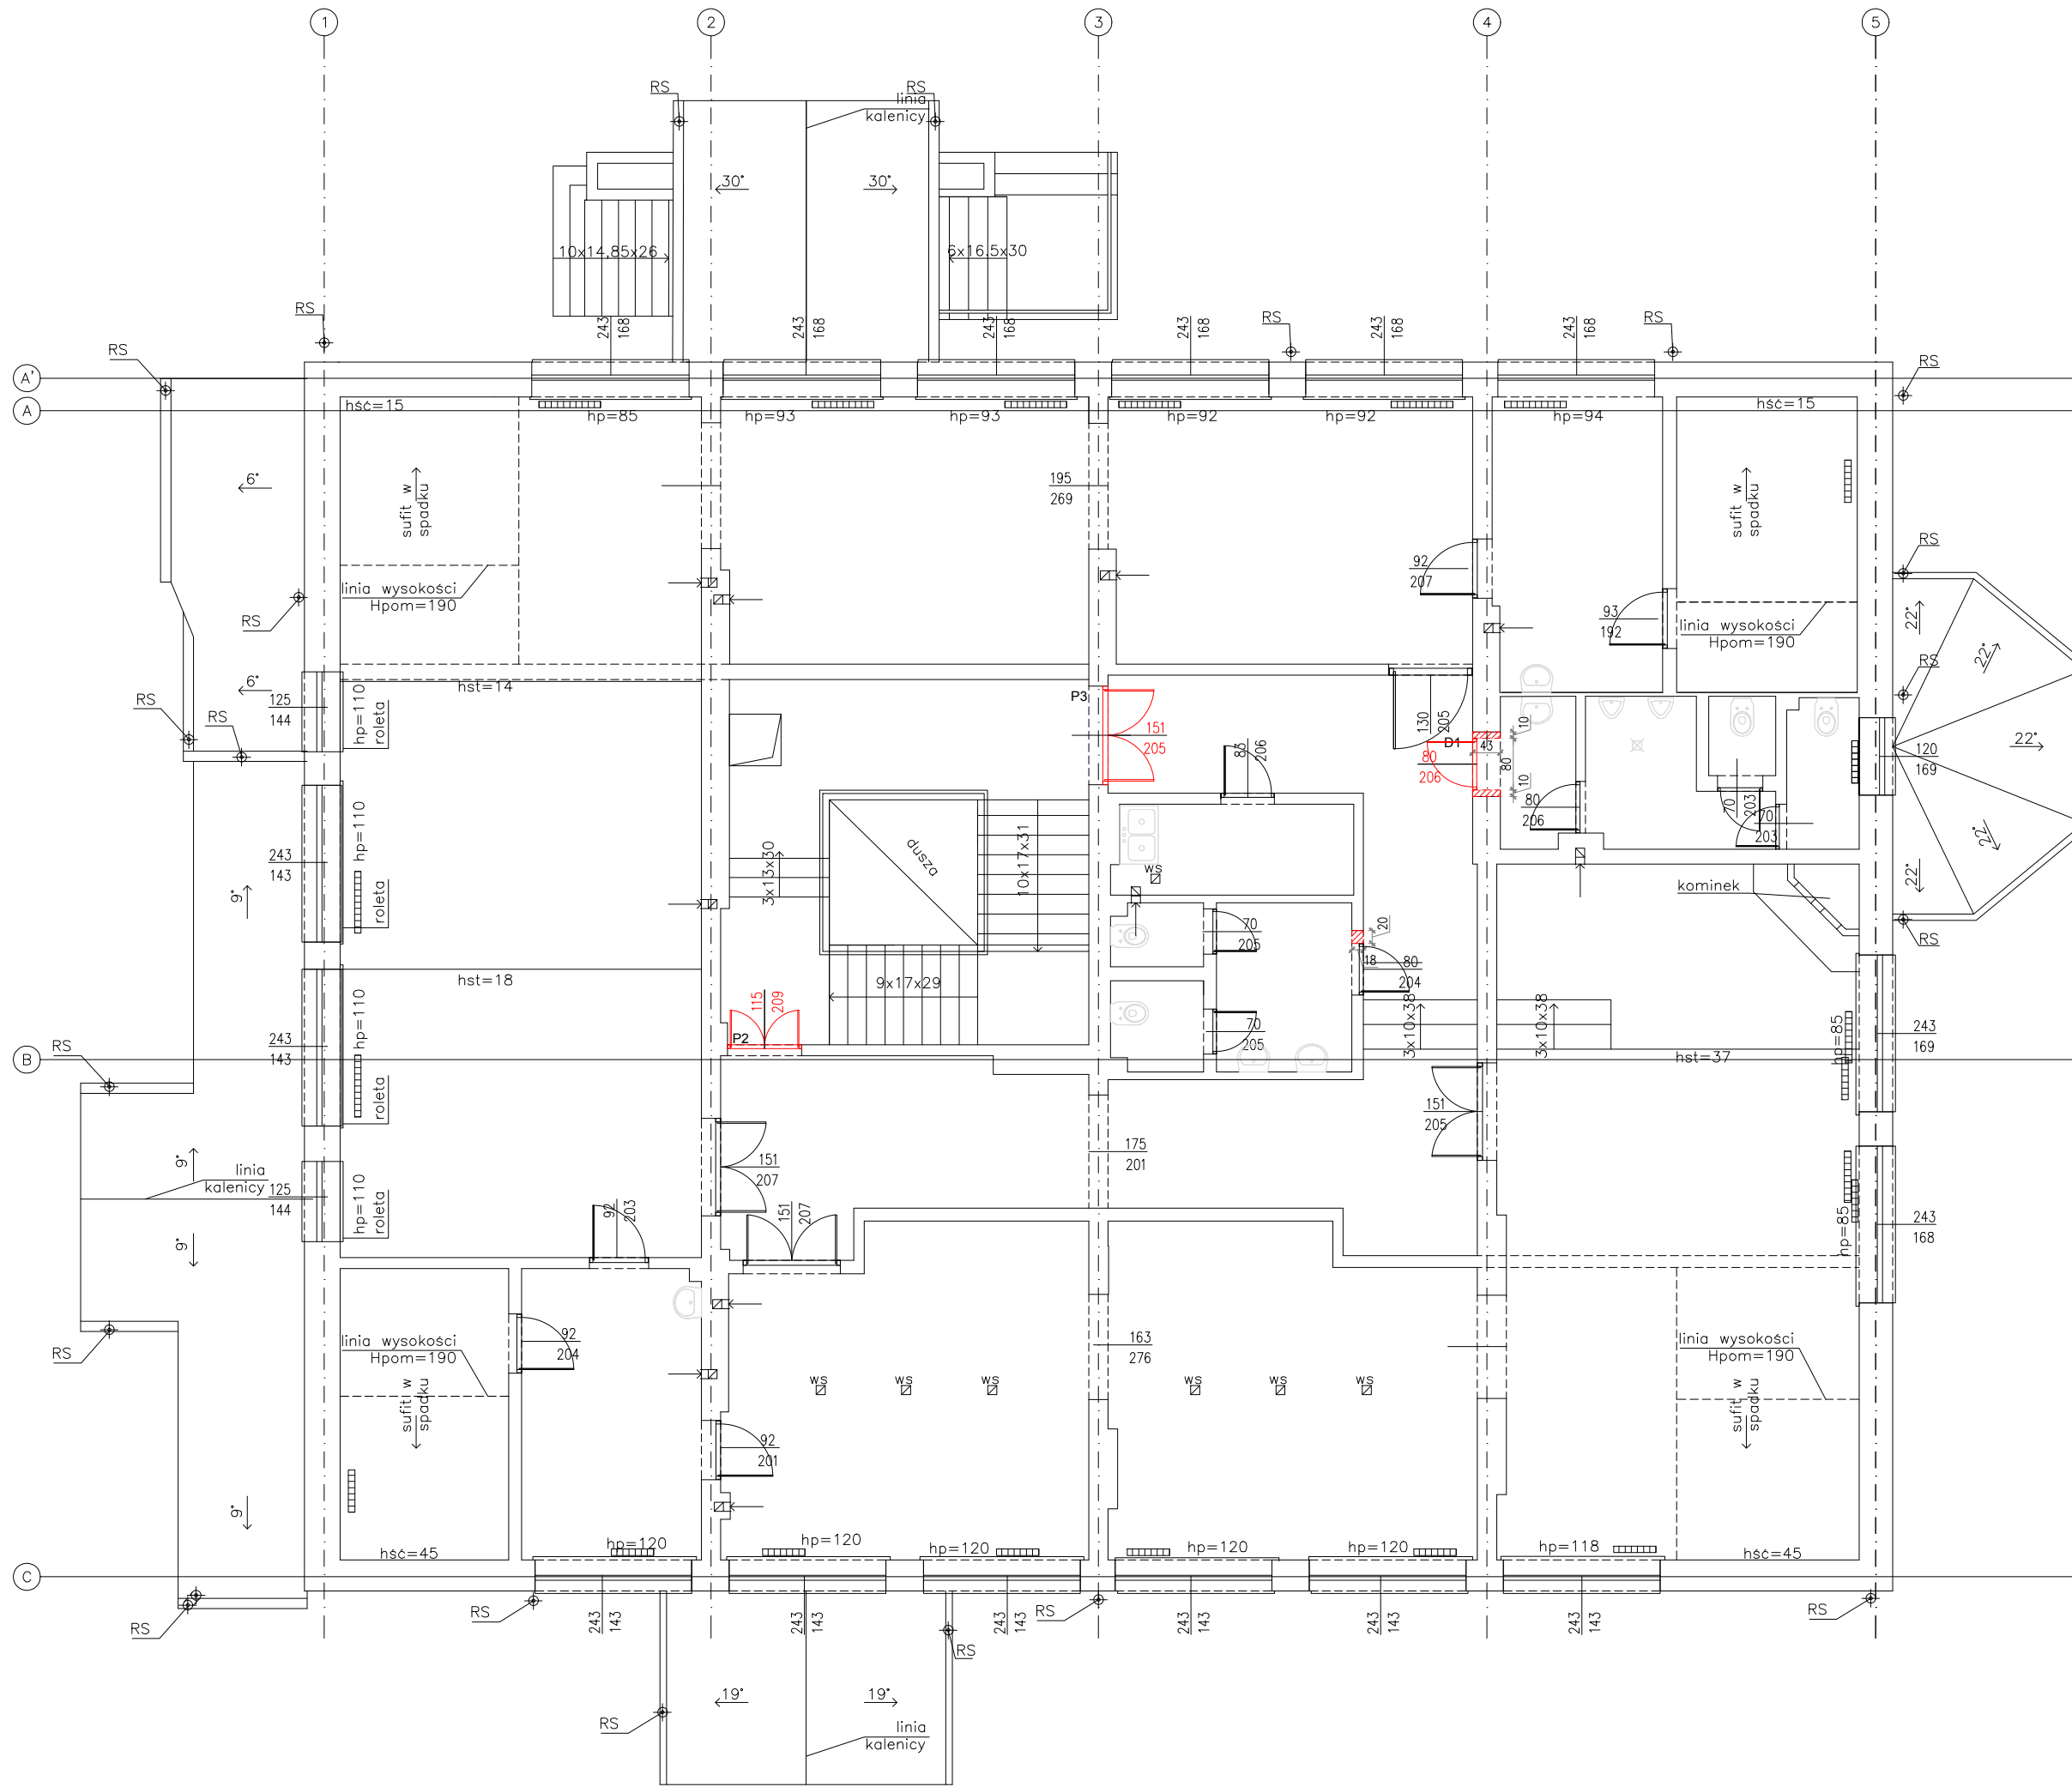 1
2
3
4
5
RS
RS
linia
kalenicy
30°
30°
10x14,85x26
6x16.5x30
RS
RS
RS
RS
RS
243
168
243
168
243
168
243
168
243
168
243
168
A'
A
hść=15
hp=85
hp=93
hp=93
hp=92
hp=92
hp=94
hść=15
6°
sufit w
spadku
195
269
sufit w
spadku
92
207
93
192
RS
RS
linia wysokości
Hpom=190
linia wysokości
Hpom=190
22°
22°
RS
6°
hst=14
125
144
hp=110
roleta
RS
RS
P3
151
205
130
205
D1
80
206
43
10
80
10
83
206
80
206
70
203
70
203
120
169
22°
22°
22°
243
143
hp=110
roleta
9°
3x13x30
dusza
10x17x31
ws
kominek
RS
20
70
205
18
80
204
hst=18
9x17x29
115
209
P2
70
205
3x10x38
3x10x38
243
143
hp=110
roleta
RS
B
hst=37
hp=85
243
169
151
205
175
201
151
207
151
207
92
203
9°
linia
kalenicy
125
144
hp=110
roleta
9°
hp=85
243
168
linia wysokości
Hpom=190
92
204
163
276
linia wysokości
Hpom=190
RS
sufit w
spadku
ws
ws
ws
ws
ws
ws
sufit w
spadku
92
201
9°
hść=45
hp=120
hp=120
hp=120
hp=120
hp=120
hp=118
hść=45
C
RS
RS
RS
RS
243
143
243
143
243
143
243
143
243
143
243
143
RS
19°
19°
RS
linia
kalenicy